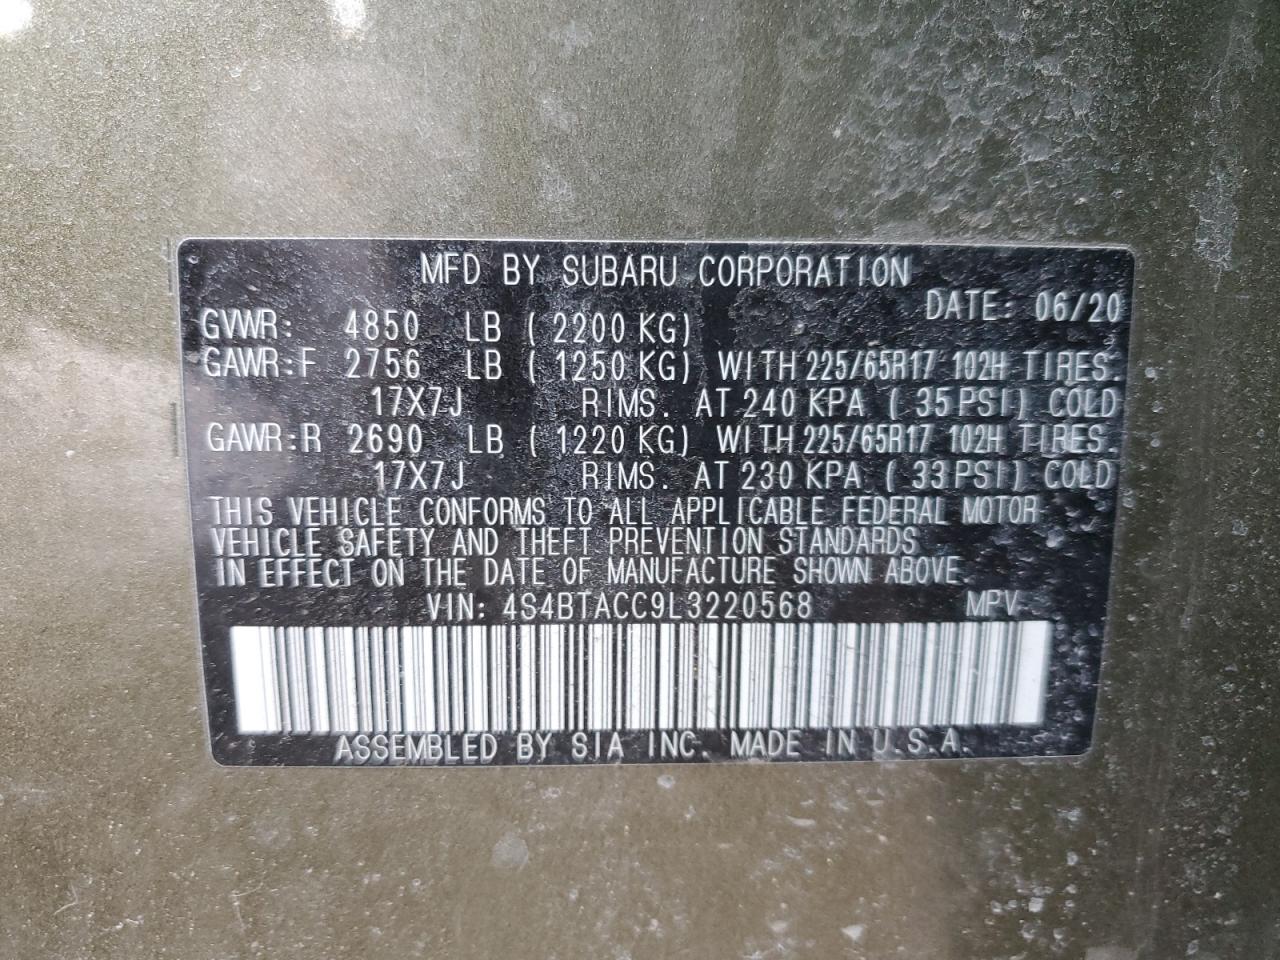 MFD BY SUBARU CORPORATION
DATE: 06/20
GVWR: 4850 LB ( 2200 KG)
GAWR:F 2756 LB ( 1250 KG) WITH 225/65R17 102H TIRES.
17X7J RIMS. AT 240 KPA ( 35 PSI) COLD
GAWR:R 2690 LB ( 1220 KG) WITH 225/65R17 102H TIRES.
17X7J RIMS. AT 230 KPA ( 33 PSI) COLD
THIS VEHICLE CONFORMS TO ALL APPLICABLE FEDERAL MOTOR
VEHICLE SAFETY AND THEFT PREVENTION STANDARDS
IN EFFECT ON THE DATE OF MANUFACTURE SHOWN ABOVE.
VIN: 4S4BTACC9L3220568 MPV
ASSEMBLED BY SIA INC. MADE IN U.S.A.